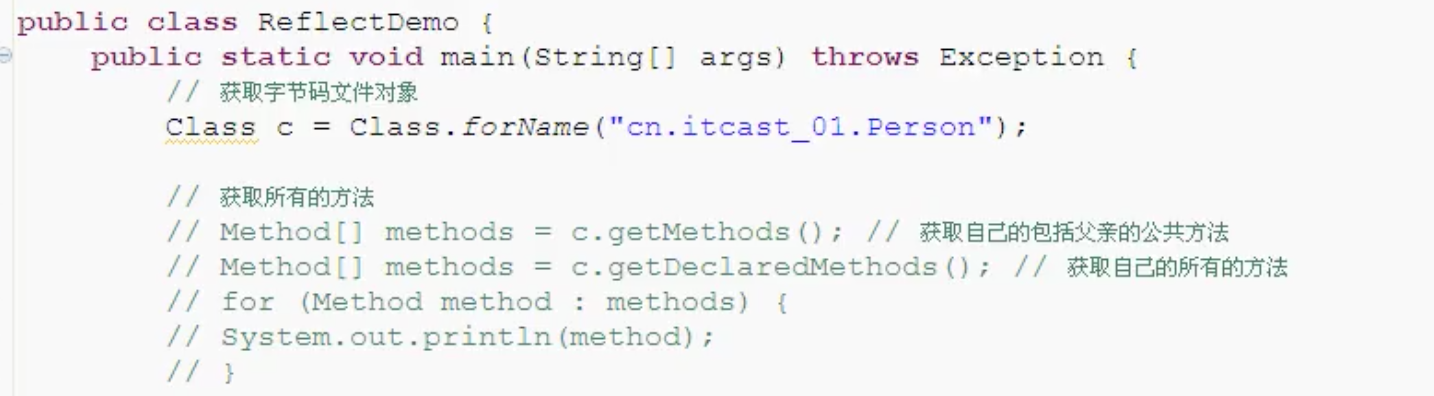 public class ReflectDemo {
public static void main(String[] args) throws Exception {
// 获取字节码文件对象
Class c = Class.forName("cn.itcast_01.Person");
// 获取所有的方法
// Method[] methods = c.getMethods(); // 获取自己的包括父亲的公共方法
// Method[] methods = c.getDeclaredMethods(); // 获取自己的所有的方法
// for (Method method : methods) {
// System.out.println(method);
// }